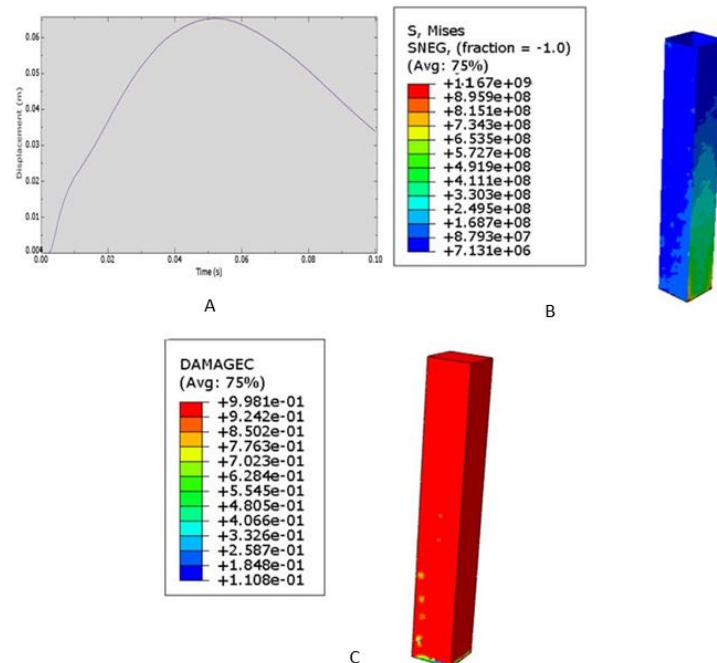 0.06
0.05
0.04
0.03
0.02
0.01
0.00
Displacement (m)
0.00
0.02
0.04
0.06
0.08
0.10
Time (s)
A
S, Mises
SNEG, (fraction = -1.0)
(Avg: 75%)
+1.167e+09
+8.959e+08
+8.151e+08
+7.343e+08
+6.535e+08
+5.727e+08
+4.919e+08
+4.111e+08
+3.303e+08
+2.495e+08
+1.687e+08
+8.793e+07
+7.131e+06
B
DAMAGEC
(Avg: 75%)
+9.981e-01
+9.242e-01
+8.502e-01
+7.763e-01
+7.023e-01
+6.284e-01
+5.545e-01
+4.805e-01
+4.066e-01
+3.326e-01
+2.587e-01
+1.848e-01
+1.108e-01
C